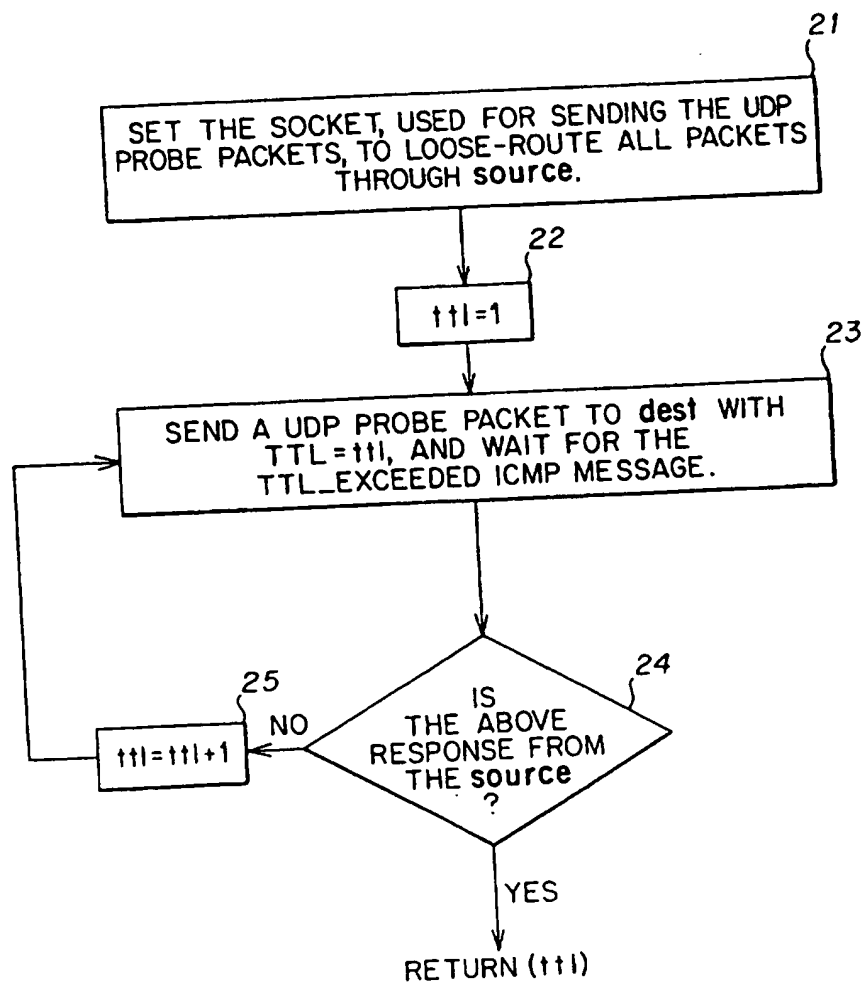 21
SET THE SOCKET, USED FOR SENDING THE UDP
PROBE PACKETS, TO LOOSE-ROUTE ALL PACKETS
THROUGH source.
22
ttl=1
23
SEND A UDP PROBE PACKET TO dest WITH
TTL=ttl, AND WAIT FOR THE
TTL_EXCEEDED ICMP MESSAGE.
24
IS
THE ABOVE
RESPONSE FROM
THE source
?
25
NO
ttl=ttl+1
YES
RETURN (ttl)